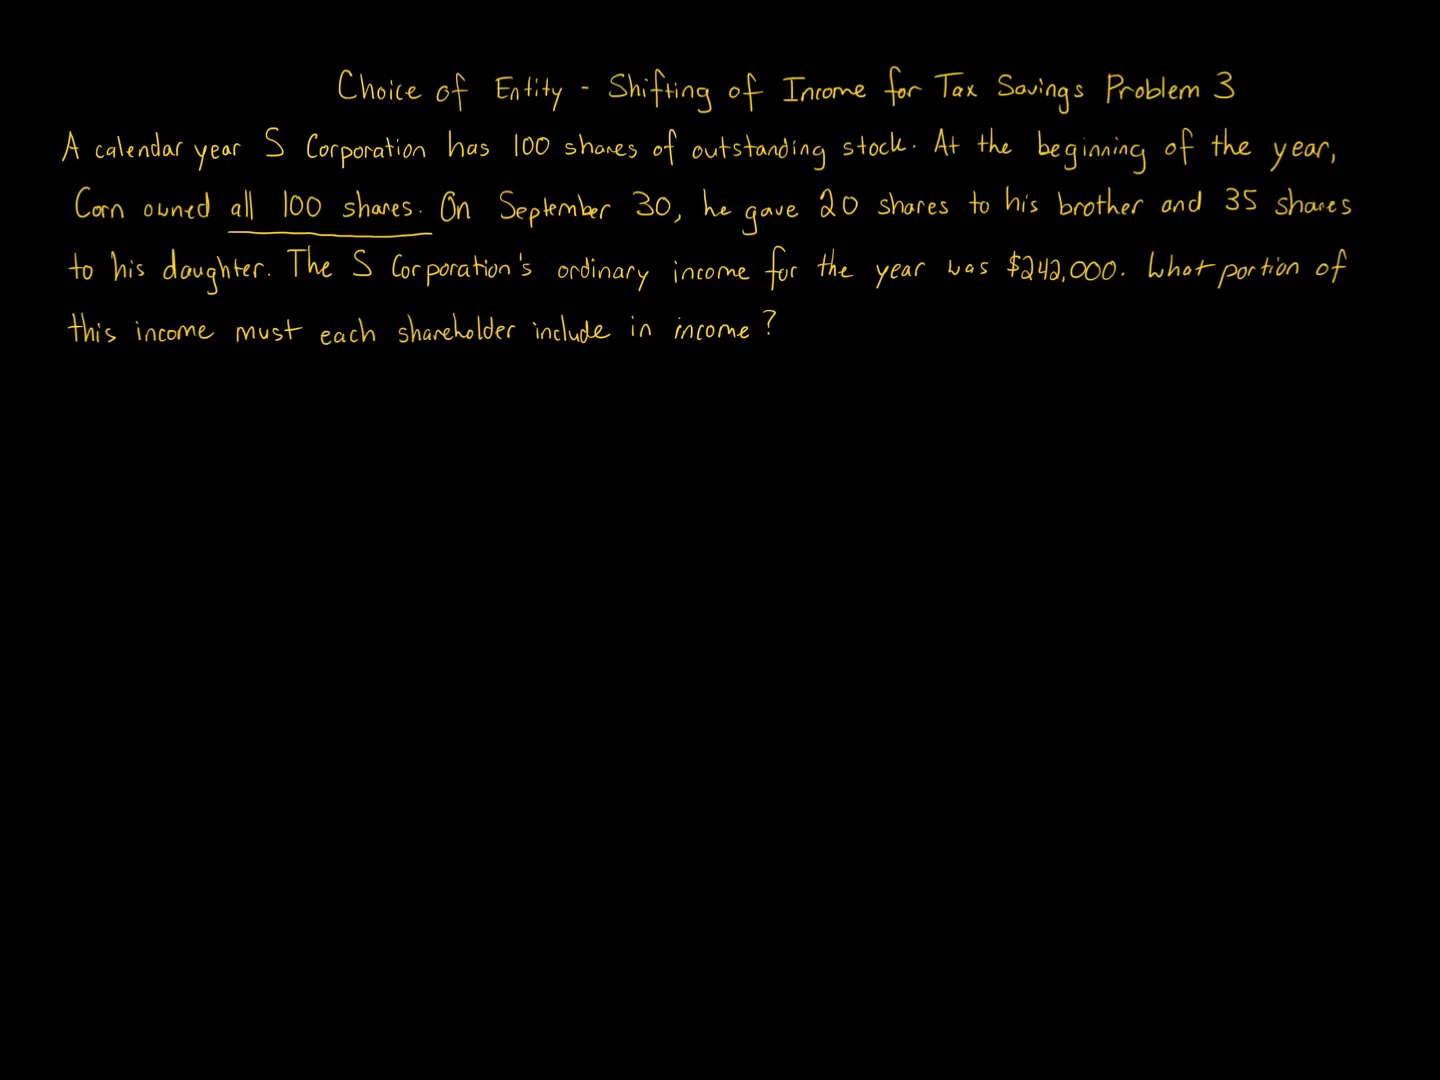 Choice of Entity - Shifting of Income for Tax Savings Problem 3
A calendar year S Corporation has 100 shares of outstanding stock. At the beginning of the year,
Corn owned all 100 shares. On September 30, he gave 20 shares to his brother and 35 shares
to his daughter. The S Corporation's ordinary income for the year was $242,000. What portion of
this income must each shareholder include in income?